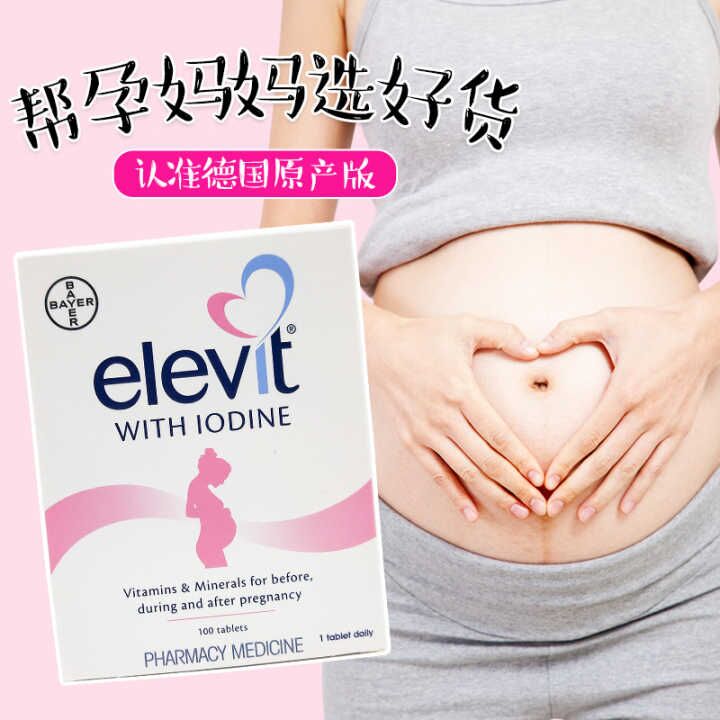 帮孕妈妈选好货
认准德国原产版
BAYER
BAYER
elevit®
WITH IODINE
Vitamins & Minerals for before,
during and after pregnancy
100 tablets
1 tablet daily
PHARMACY MEDICINE